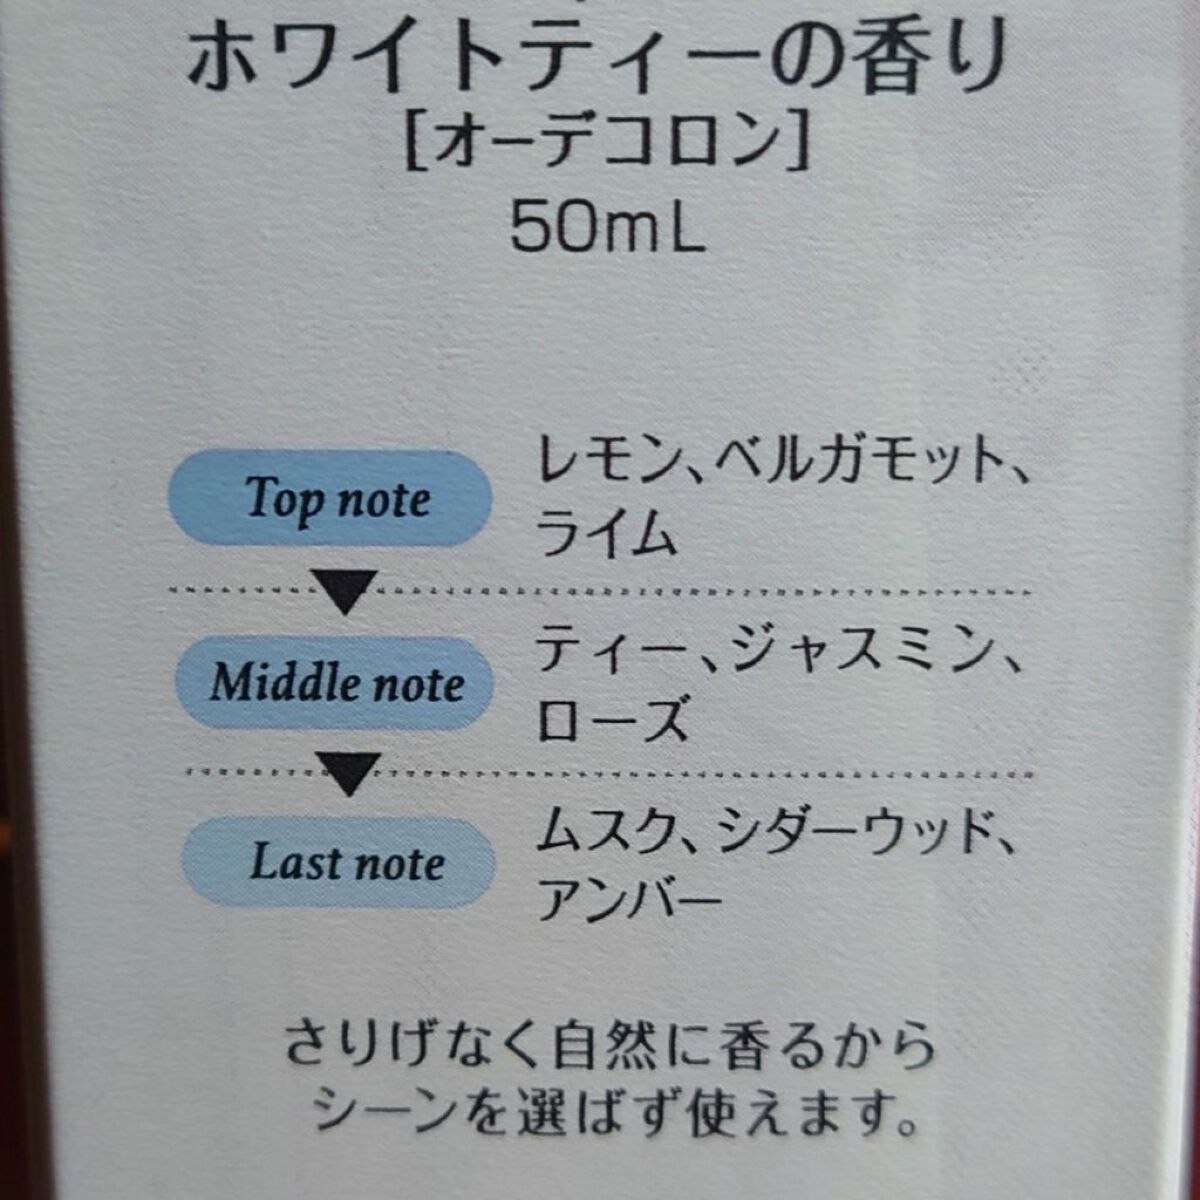 ホワイトティーの香り
[オーデコロン]
50mL
Top note
レモン、ベルガモット、
ライム
Middle note
ティー、ジャスミン、
ローズ
Last note
ムスク、シダーウッド、
アンバー
さりげなく自然に香るから
シーンを選ばず使えます。